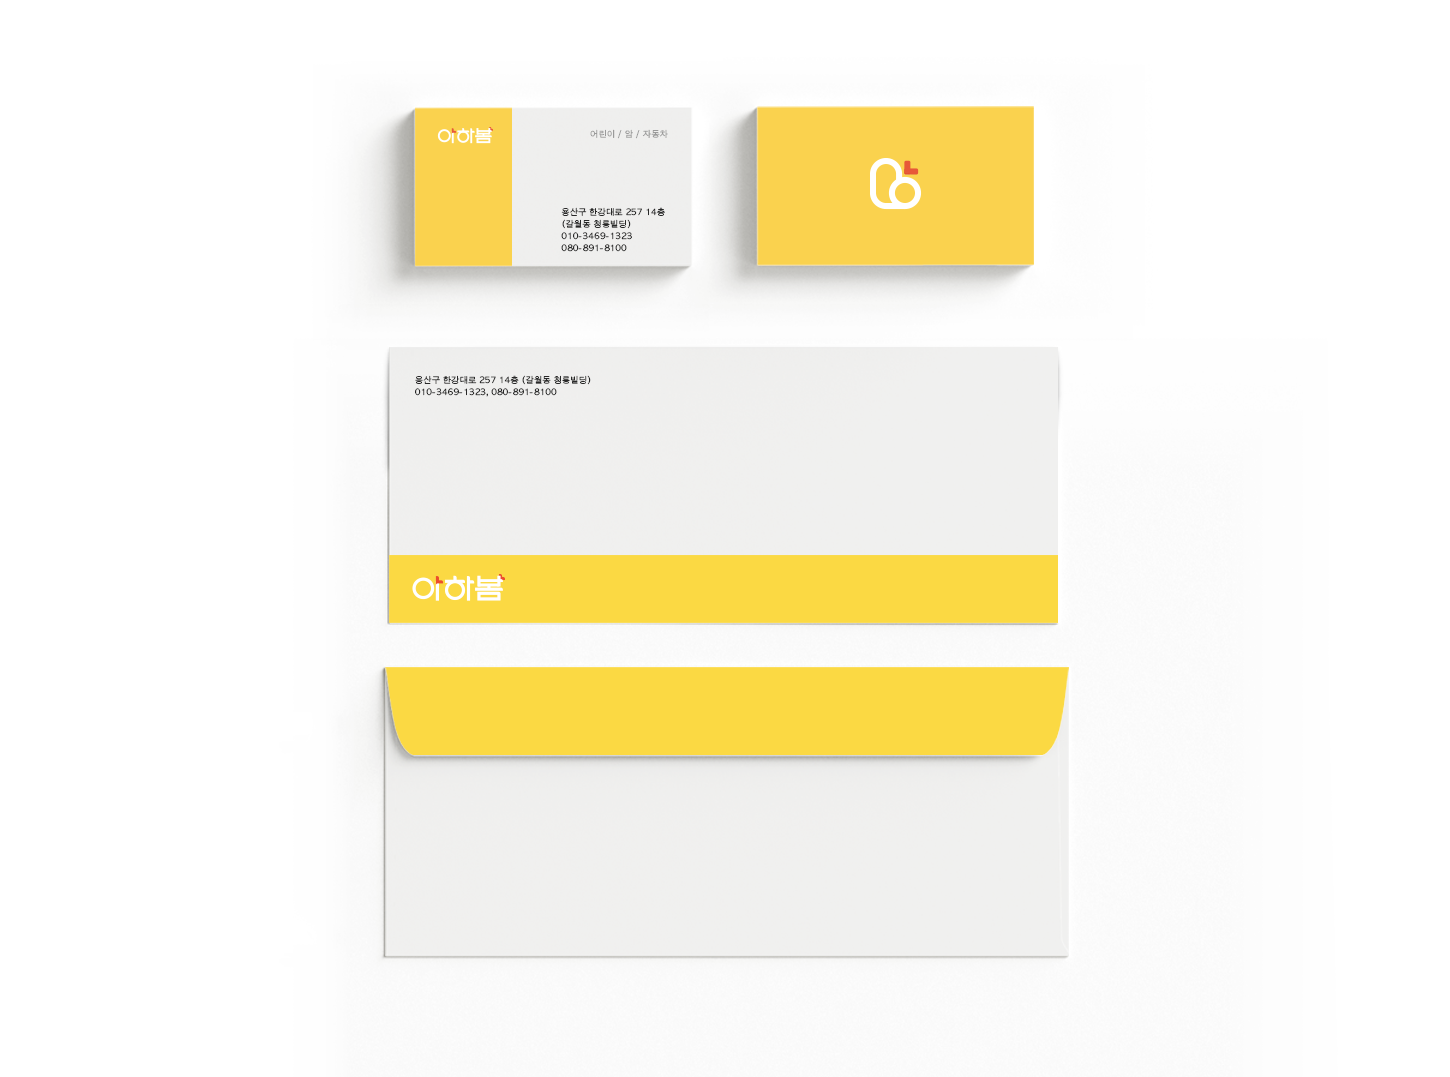 아하봄
어린이 / 암 / 자동차
용산구 한강대로 257 14층
(갈월동 청룡빌딩)
010-3469-1323
080-891-8100
용산구 한강대로 257 14층 (갈월동 청룡빌딩)
010-3469-1323, 080-891-8100
아하봄